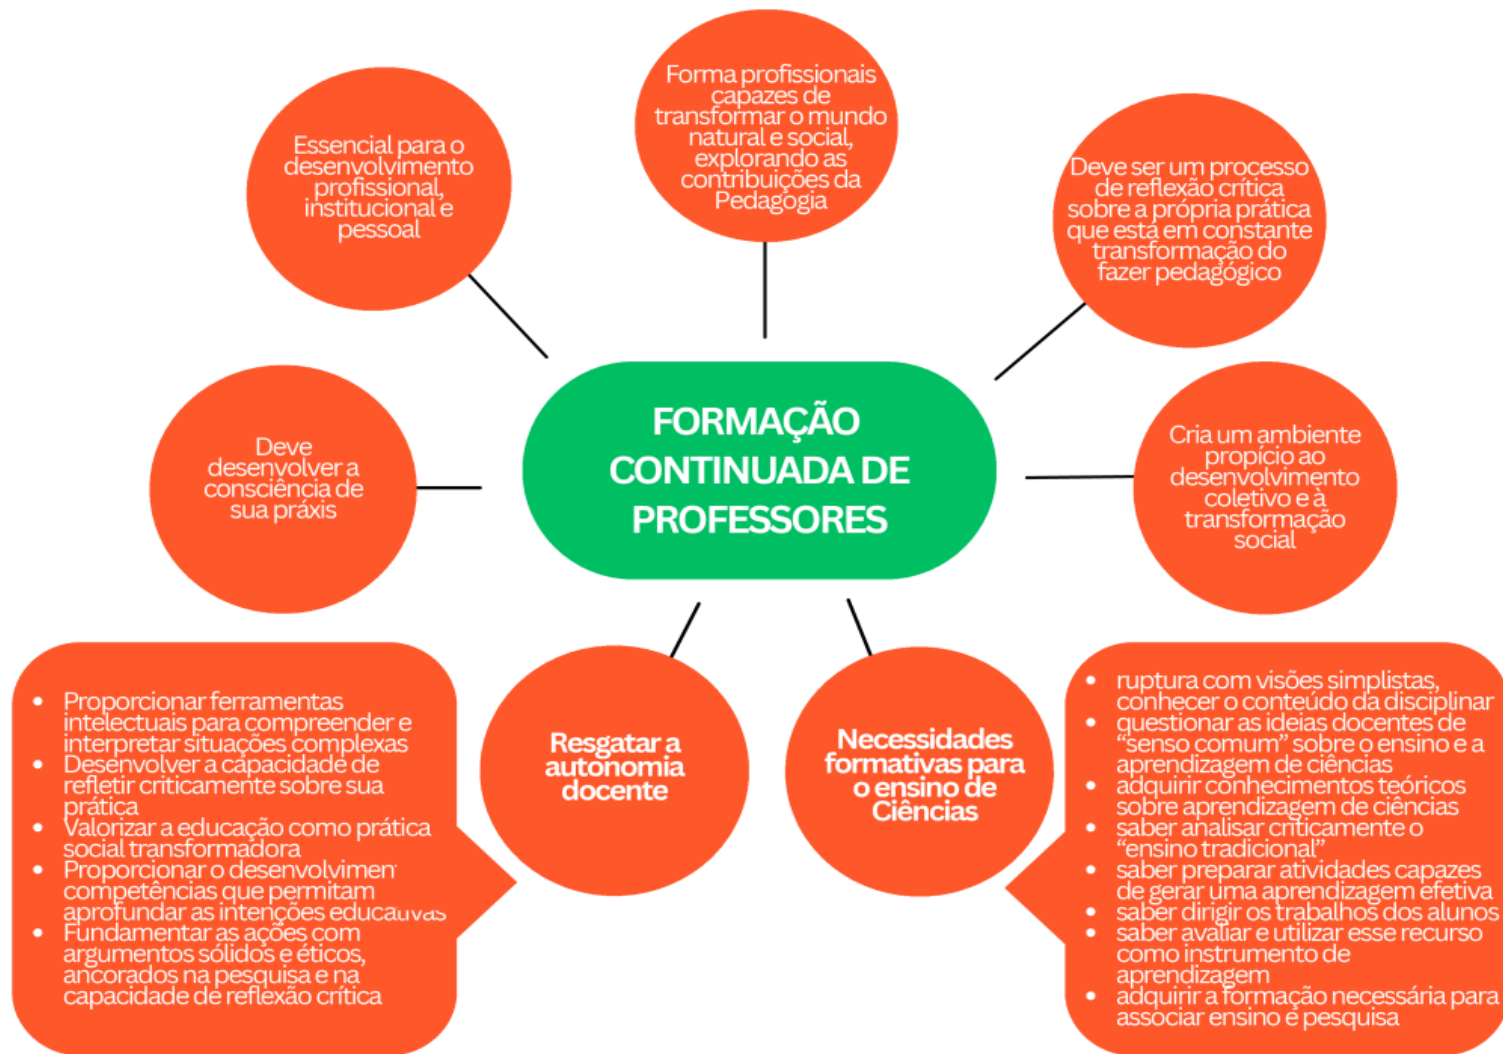 Forma profissionais
capazes de
transformar o mundo
natural e social,
explorando as
contribuições da
Pedagogia
Essencial para o
desenvolvimento
profissional,
institucional e
pessoal
Deve ser um processo
de reflexão crítica
sobre a própria prática
que está em constante
transformação do
fazer pedagógico
FORMAÇÃO
CONTINUADA DE
PROFESSORES
Deve
desenvolver a
consciência de
sua práxis
Cria um ambiente
propício ao
desenvolvimento
coletivo e à
transformação
social
• Proporcionar ferramentas
intelectuais para compreender e
interpretar situações complexas
• Desenvolver a capacidade de
refletir criticamente sobre sua
prática
• Valorizar a educação como prática
social transformadora
• Proporcionar o
competências que permitam
aprofundar as intenções educativas
• Fundamentar as ações com
argumentos sólidos e éticos,
ancorados na pesquisa e na
capacidade de reflexão crítica
Resgatar a
autonomia
docente
Necessidades
formativas para
o ensino de
Ciências
• ruptura com visões simplistas,
conhecer o conteúdo da disciplinar
• questionar as ideias docentes de
“senso comum” sobre o ensino e a
aprendizagem de ciências
• adquirir conhecimentos teóricos
sobre aprendizagem de ciências
• saber analisar criticamente o
“ensino tradicional”
• saber preparar atividades capazes
de gerar uma aprendizagem efetiva
• saber dirigir os trabalhos dos alunos
• saber avaliar e utilizar esse recurso
como instrumento de
aprendizagem
• adquirir a formação necessária para
associar ensino e pesquisa